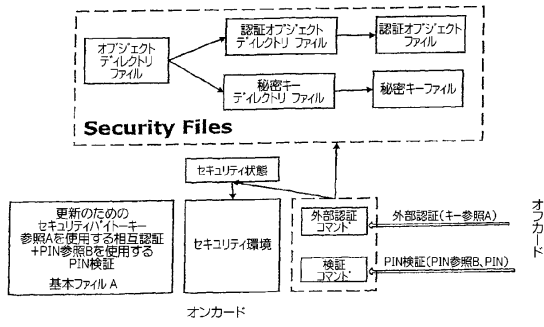 オブジェクト
ディレクトリ
ファイル
認証オブジェクト
ディレクトリ ファイル
認証オブジェクト
ファイル
秘密キー
ディレクトリ ファイル
秘密キーファイル
Security Files
セキュリティ状態
更新のための
セキュリティバイトーキー
参照Aを使用する相互認証
+PIN参照Bを使用する
PIN検証
基本ファイル A
セキュリティ環境
外部認証
コマンド
検証
コマンド
外部認証(キー参照A)
PIN検証(PIN参照B、PIN)
オフカード
オンカード